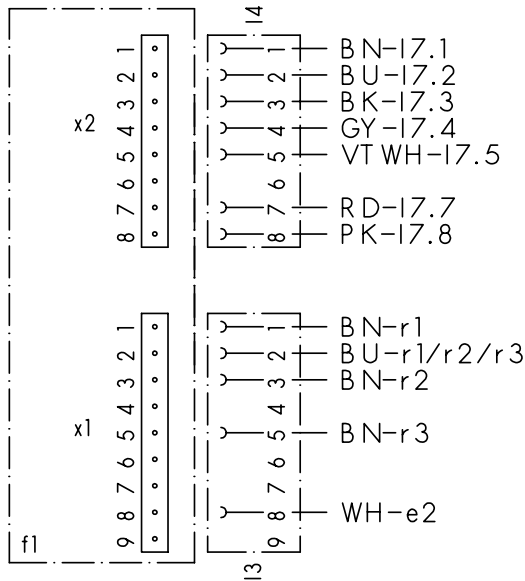 I4
1 1 BN-I7.1
2 2 BU-I7.2
3 3 BK-I7.3
x2
4 4 GY-I7.4
5 5 VT WH-I7.5
6 6
7 7 RD-I7.7
8 8 PK-I7.8
1 1 BN-r1
2 2 BU-r1/r2/r3
3 3 BN-r2
4 4
x1
5 5 BN-r3
6 6
7 7
8 8 WH-e2
f1
9 9
I3